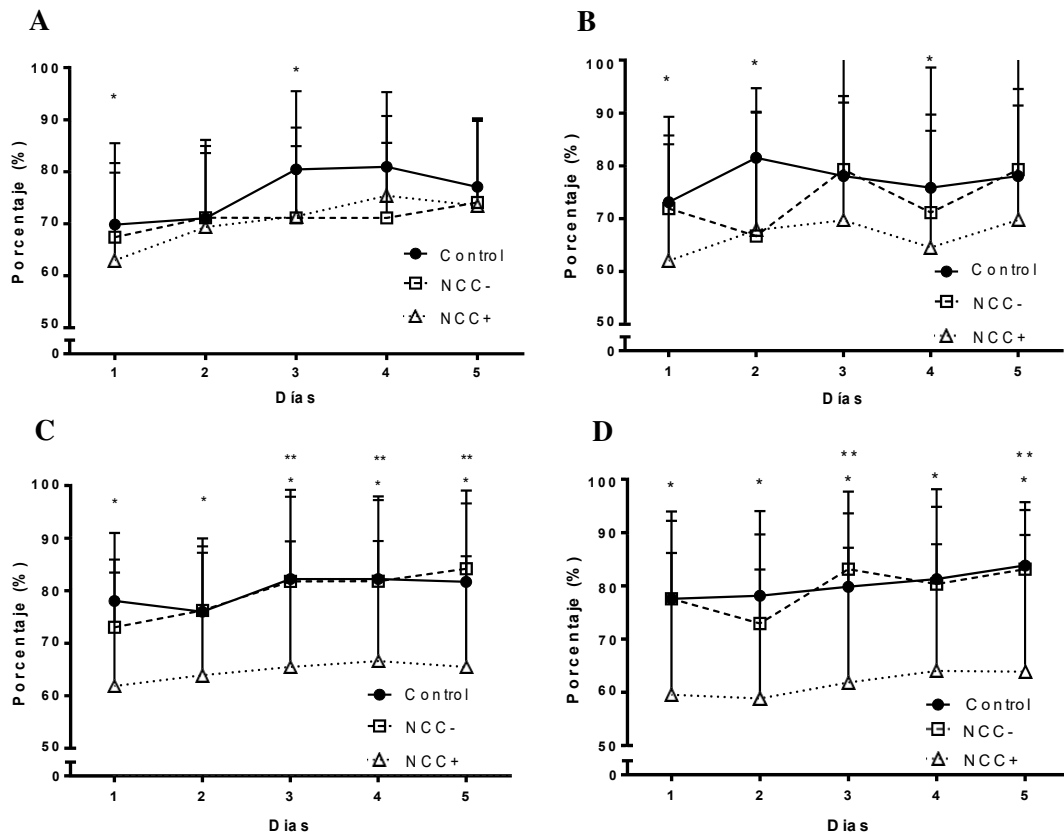 A
Porcentaje (%)
100
90
80
70
60
50
0
*
*
Control
NCC-
NCC+
1 2 3 4 5
Días
B
Porcentaje (%)
100
90
80
70
60
50
0
*
*
*
Control
NCC-
NCC+
1 2 3 4 5
Días
C
Porcentaje (%)
100
90
80
70
60
50
0
** ** **
* * * * *
Control
NCC-
NCC+
1 2 3 4 5
Dias
D
Porcentaje (%)
100
90
80
70
60
50
0
** **
* * * * *
Control
NCC-
NCC+
1 2 3 4 5
Días